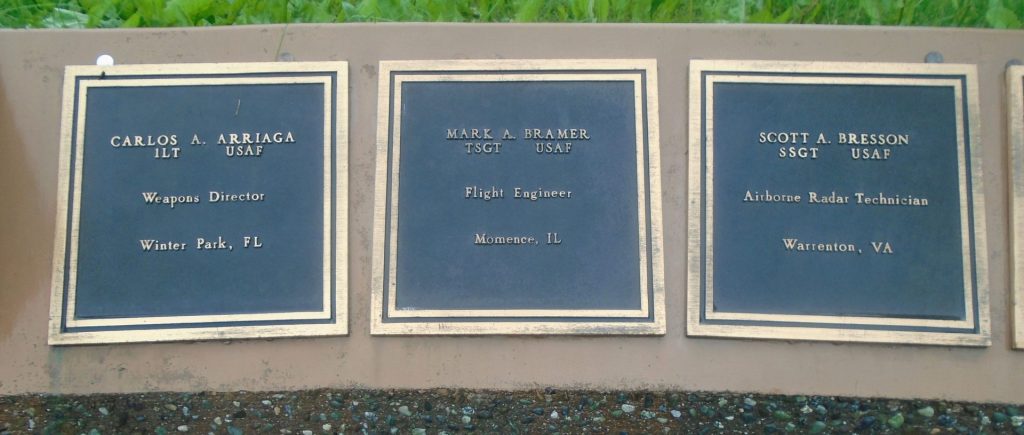 CARLOS A. ARRIAGA
1LT USAF
Weapons Director
Winter Park, FL
MARK A. BRAMER
TSGT USAF
Flight Engineer
Momence, IL
SCOTT A. BRESSON
SSGT USAF
Airborne Radar Technician
Warrenton, VA